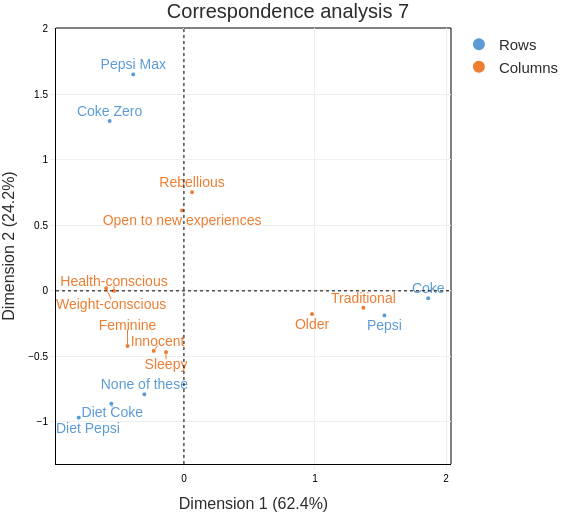 Correspondence analysis 7
2
Rows
Columns
Pepsi Max
1.5
Coke Zero
1
Rebellious
Open to new experiences
0.5
Health-conscious
Coke
0
Weight-conscious
Traditional
Feminine
Older
Pepsi
Innocent
−0.5
Sleepy
None of these
Diet Coke
−1
Diet Pepsi
0
1
2
Dimension 1 (62.4%)
Dimension 2 (24.2%)